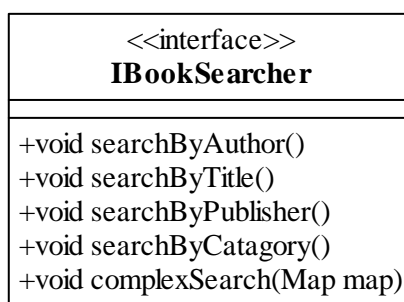 <<interface>>
IBookSearcher
+void searchByAuthor()
+void searchByTitle()
+void searchByPublisher()
+void searchByCatagory()
+void complexSearch(Map map)